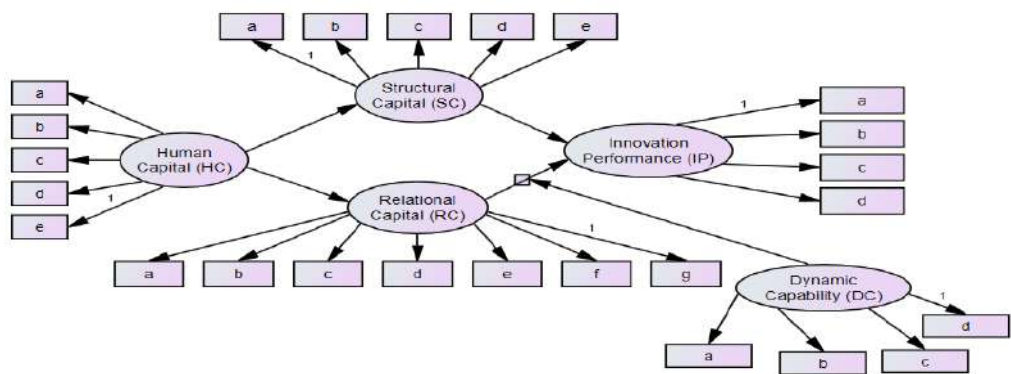 a
b
c
d
e
1
Structural
Capital (SC)
a
b
c
d
e
1
Human
Capital (HC)
Innovation
Performance (IP)
1
a
b
c
d
Relational
Capital (RC)
1
a
b
c
d
e
f
g
Dynamic
Capability (DC)
1
a
b
c
d